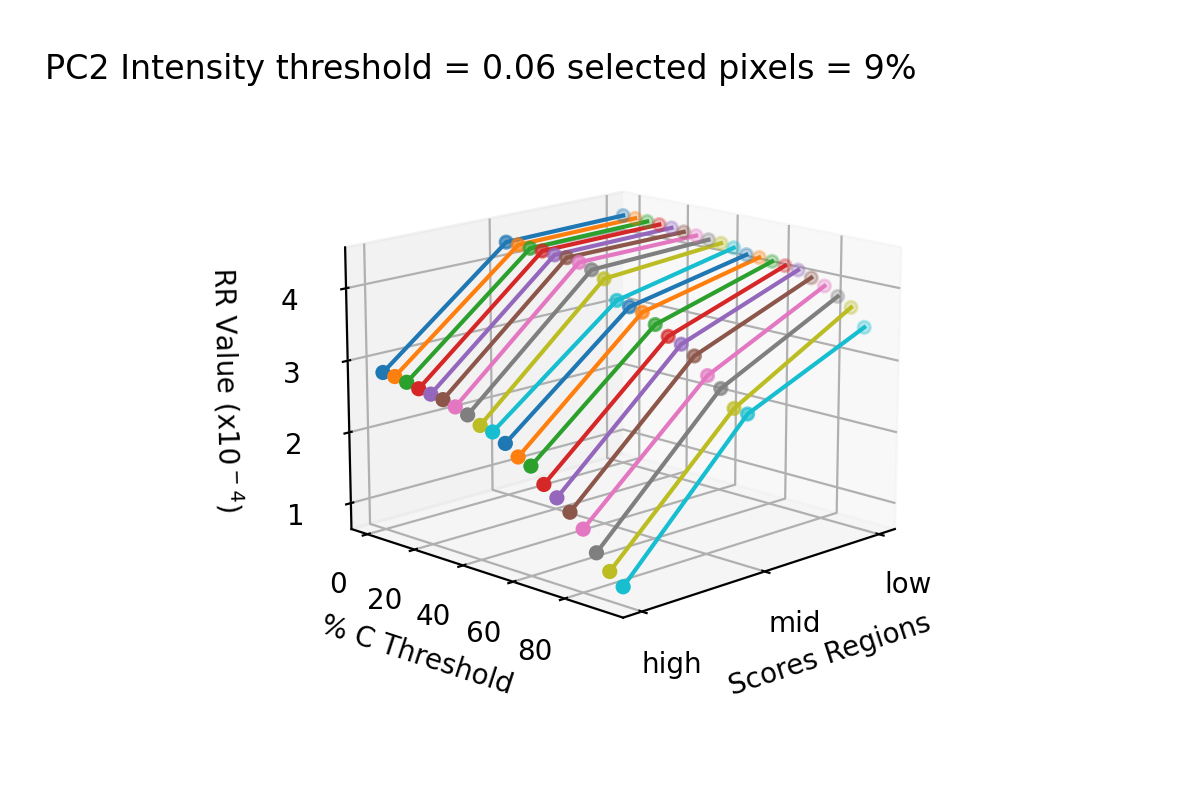 PC2 Intensity threshold = 0.06 selected pixels = 9%
RR Value (x10⁻⁴)
4
3
2
1
0
20
40
60
80
% C Threshold
high
mid
low
Scores Regions